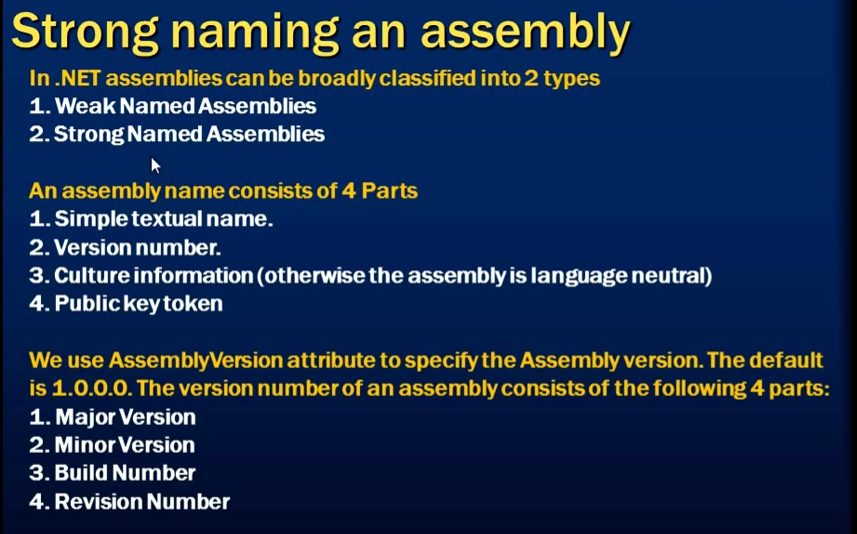 Strong naming an assembly
In .NET assemblies can be broadly classified into 2 types
1. Weak Named Assemblies
2. Strong Named Assemblies
An assembly name consists of 4 Parts
1. Simple textual name.
2. Version number.
3. Culture information (otherwise the assembly is language neutral)
4. Public key token
We use AssemblyVersion attribute to specify the Assembly version. The default
is 1.0.0.0. The version number of an assembly consists of the following 4 parts:
1. Major Version
2. Minor Version
3. Build Number
4. Revision Number